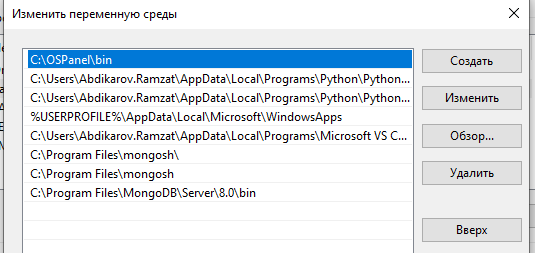 Изменить переменную среды
C:\OSPanel\bin
C:\Users\Abdikarov.Ramzat\AppData\Local\Programs\Python\Python...
C:\Users\Abdikarov.Ramzat\AppData\Local\Programs\Python\Python...
%USERPROFILE%\AppData\Local\Microsoft\WindowsApps
C:\Users\Abdikarov.Ramzat\AppData\Local\Programs\Microsoft VS C...
C:\Program Files\mongosh\
C:\Program Files\mongosh
C:\Program Files\MongoDB\Server\8.0\bin
Создать
Изменить
Обзор...
Удалить
Вверх